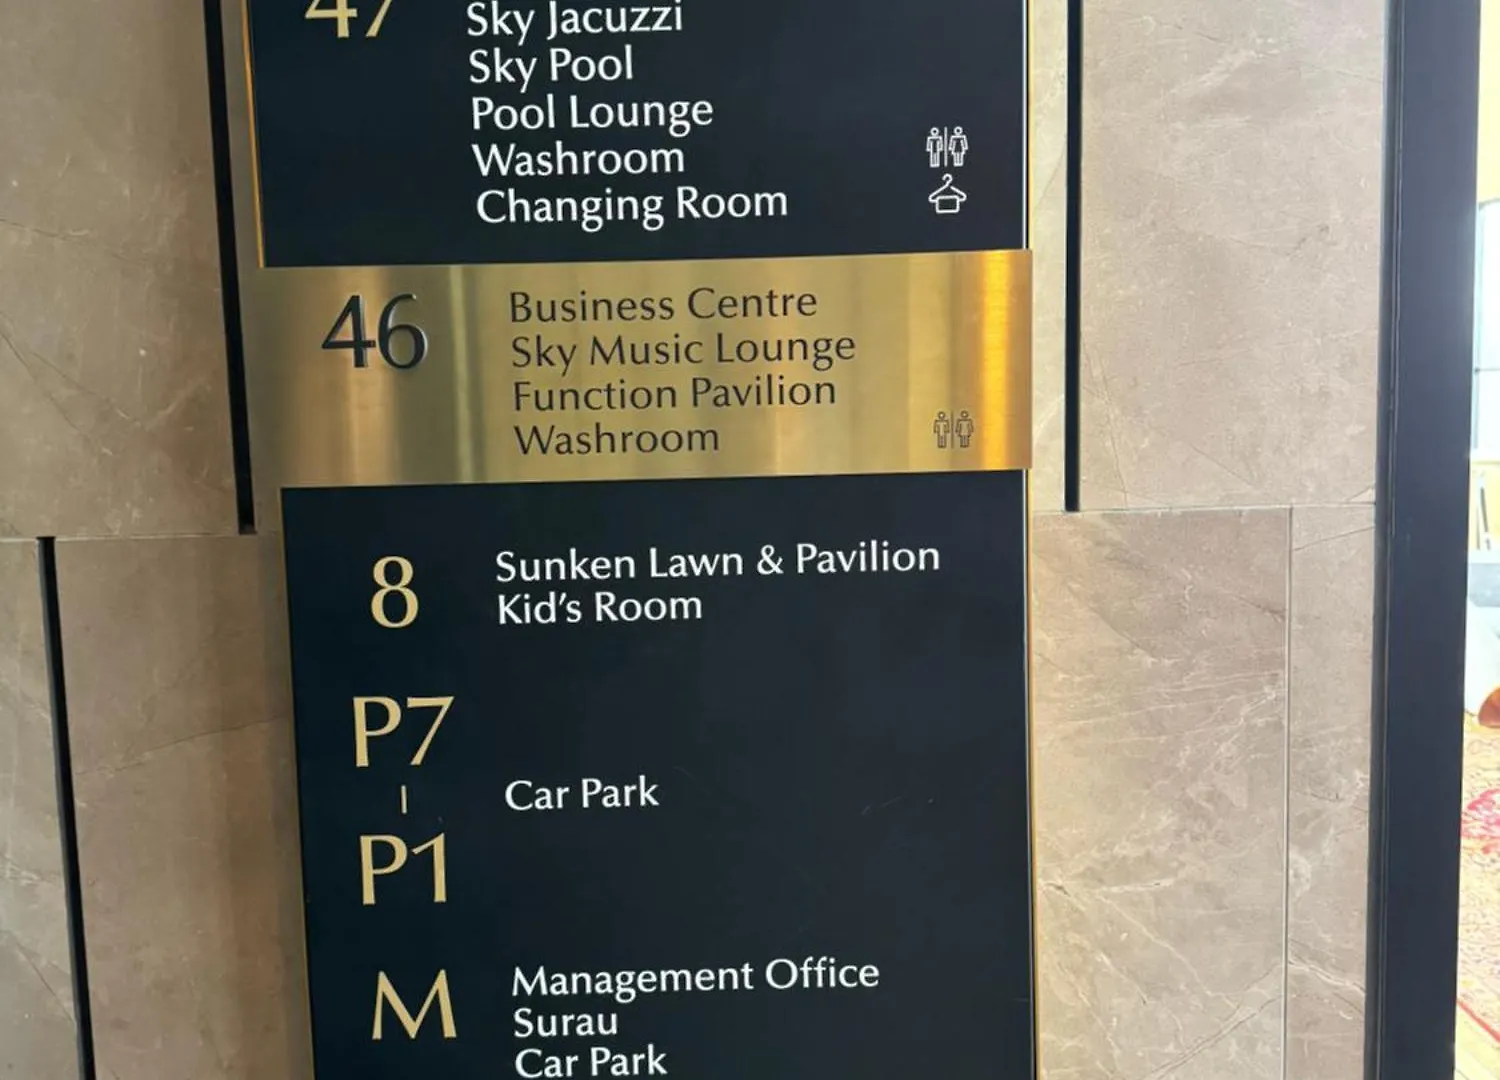 47
Sky Jacuzzi
Sky Pool
Pool Lounge
Washroom
Changing Room
46
Business Centre
Sky Music Lounge
Function Pavilion
Washroom
8
Sunken Lawn & Pavilion
Kid's Room
P7
-
P1
Car Park
M
Management Office
Surau
Car Park